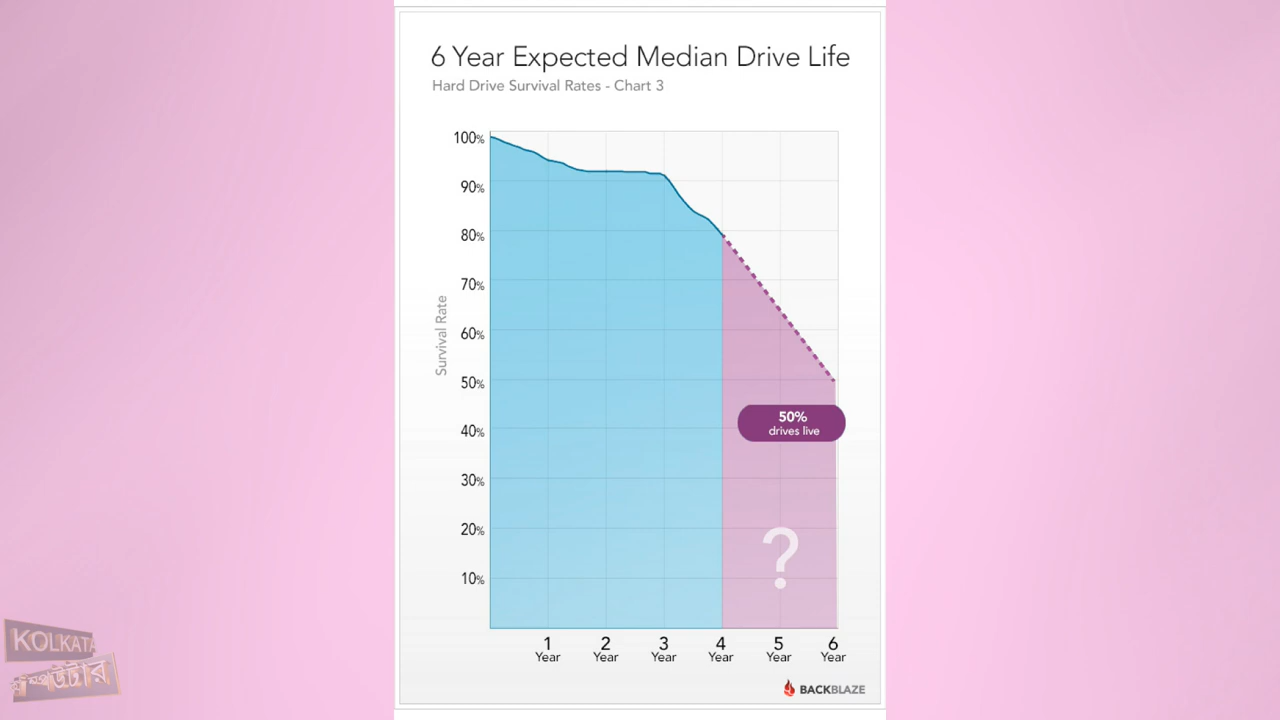 6 Year Expected Median Drive Life
Hard Drive Survival Rates - Chart 3
100%
90%
80%
70%
60%
50%
40%
30%
20%
10%
Survival Rate
50%
drives live
?
1 2 3 4 5 6
Year Year Year Year Year Year
BACKBLAZE
KOLKATA